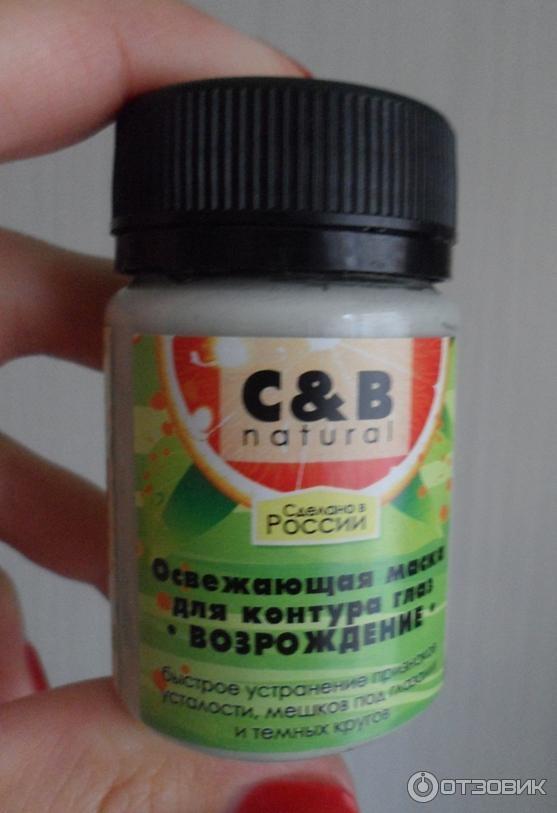 C&B
natural
Сделано в
России
Освежающая маска
для контура глаз
• ВОЗРОЖДЕНИЕ •
быстрое устранение признаков
усталости, мешков под глазами
и темных кругов
ОТЗОВИК